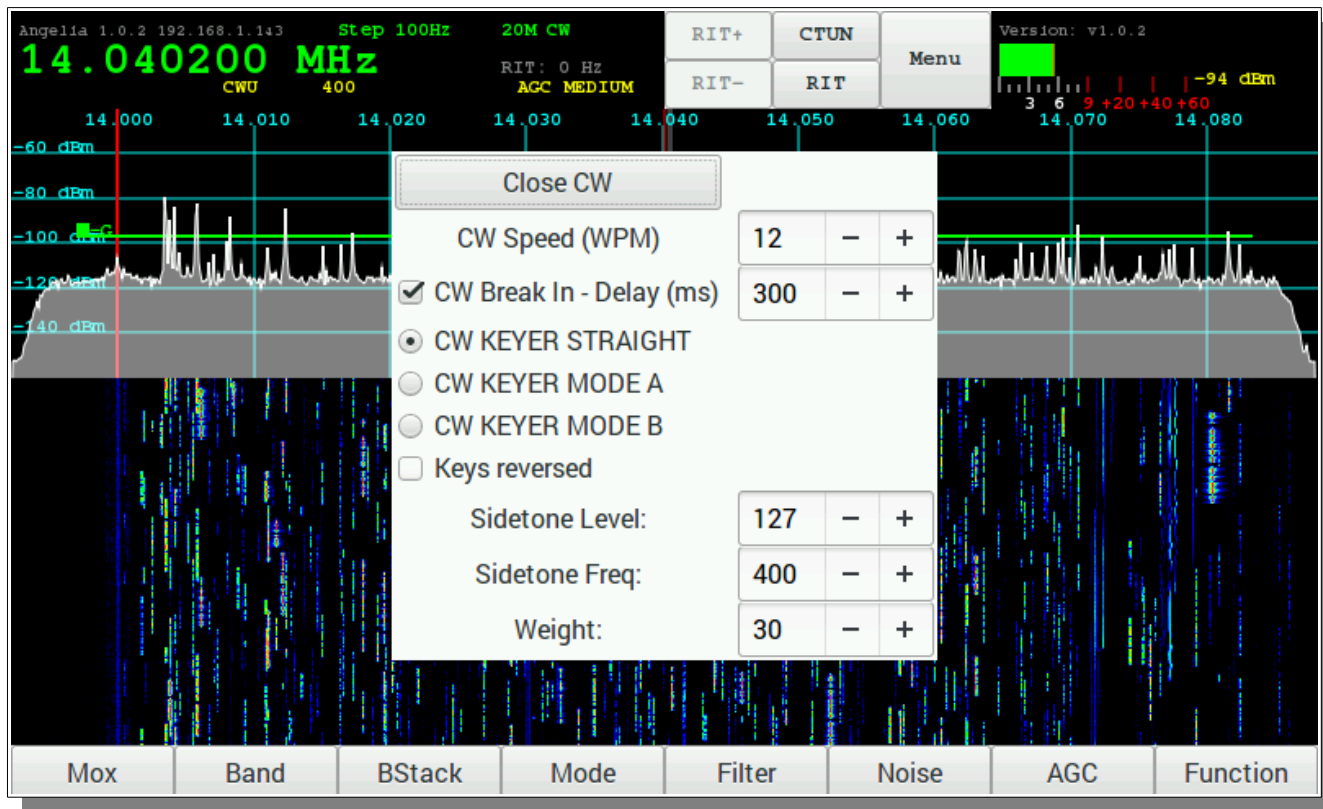 Angelia 1.0.2 192.168.1.143 Step 100Hz 20M CW
14.040200 MHz
RIT: 0 Hz
CWU 400 AGC MEDIUM
RIT+ CTUN Menu
RIT- RIT
Version: v1.0.2
-94 dBm
3 6 9 +20 +40 +60
14.000 14.010 14.020 14.030 14.040 14.050 14.060 14.070 14.080
-60 dBm
-80 dBm
-G
-100 dBm
-120 dBm
-140 dBm
Close CW
CW Speed (WPM) 12 − +
CW Break In - Delay (ms) 300 − +
CW KEYER STRAIGHT
CW KEYER MODE A
CW KEYER MODE B
Keys reversed
Sidetone Level: 127 − +
Sidetone Freq: 400 − +
Weight: 30 − +
Mox Band BStack Mode Filter Noise AGC Function